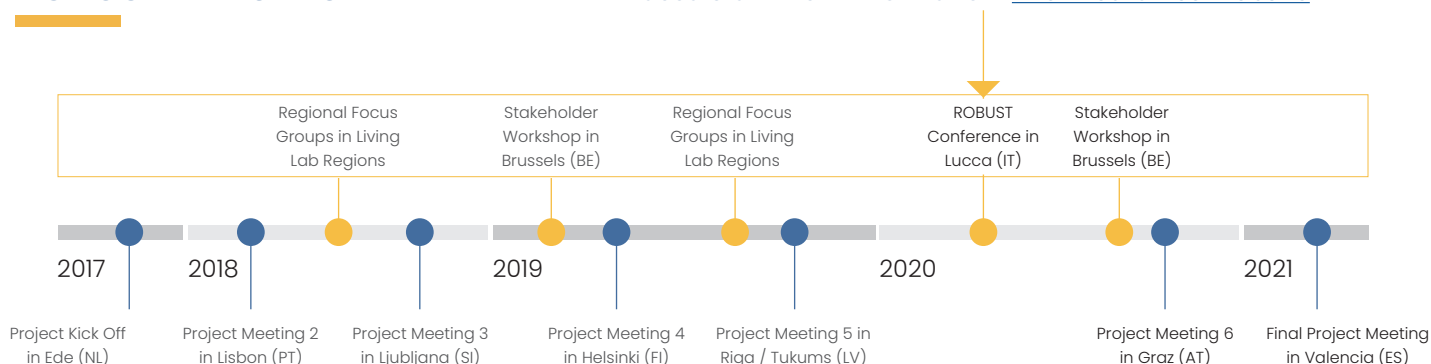 Regional Focus
Groups in Living
Lab Regions
Stakeholder
Workshop in
Brussels (BE)
Regional Focus
Groups in Living
Lab Regions
ROBUST
Conference in
Lucca (IT)
Stakeholder
Workshop in
Brussels (BE)
2017
2018
2019
2020
2021
Project Kick Off
in Ede (NL)
Project Meeting 2
in Lisbon (PT)
Project Meeting 3
in Ljubljana (SI)
Project Meeting 4
in Helsinki (FI)
Project Meeting 5 in
Riga / Tukums (LV)
Project Meeting 6
in Graz (AT)
Final Project Meeting
in Valencia (ES)